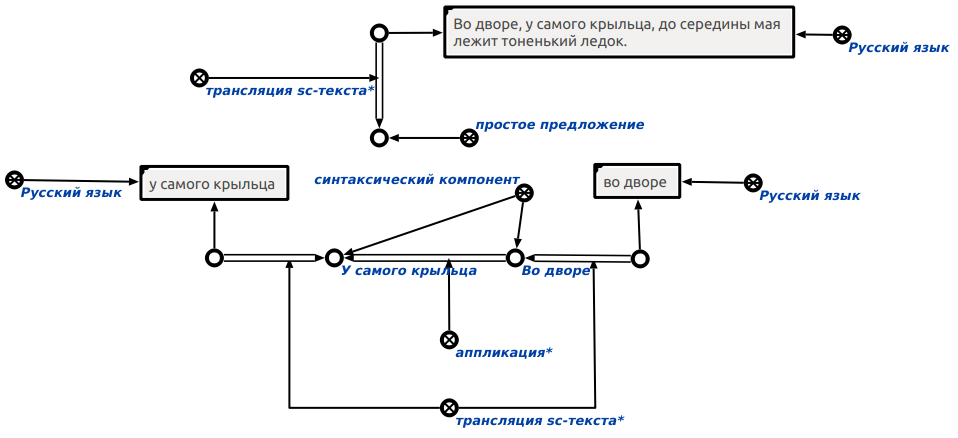 Во дворе, у самого крыльца, до середины мая
лежит тоненький ледок.
Русский язык
трансляция sc-текста*
простое предложение
у самого крыльца
Русский язык
синтаксический компонент
во дворе
Русский язык
У самого крыльца
Во дворе
аппликация*
трансляция sc-текста*